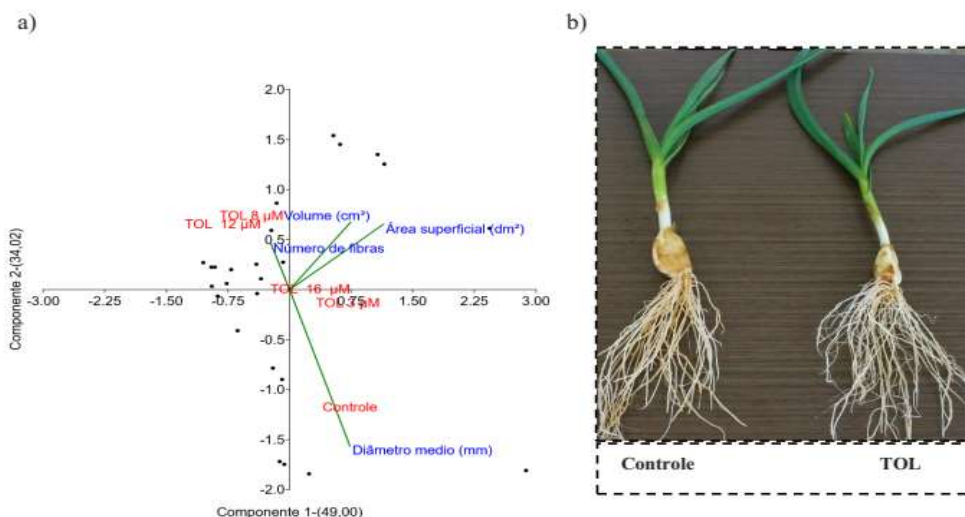 a)
b)
2.0
1.5
1.0
TOL 8 µM
Volume (cm³)
TOL 12 µM
Área superficial (dm²)
0.5
Número de fibras
TOL 16 µM
-3.00
-2.25
-1.50
-0.75
0.75
1.50
2.25
3.00
-0.5
-1.0
Controle
Diâmetro medio (mm)
-1.5
-2.0
Componente 1-(49,00)
Componente 2-(34,02)
Controle
TOL